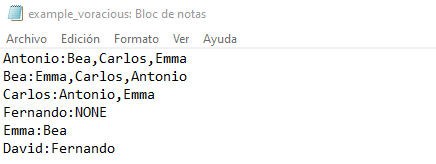 example_voracious: Bloc de notas
Archivo Edición Formato Ver Ayuda
Antonio:Bea,Carlos,Emma
Bea:Emma,Carlos,Antonio
Carlos:Antonio,Emma
Fernando:NONE
Emma:Bea
David:Fernando